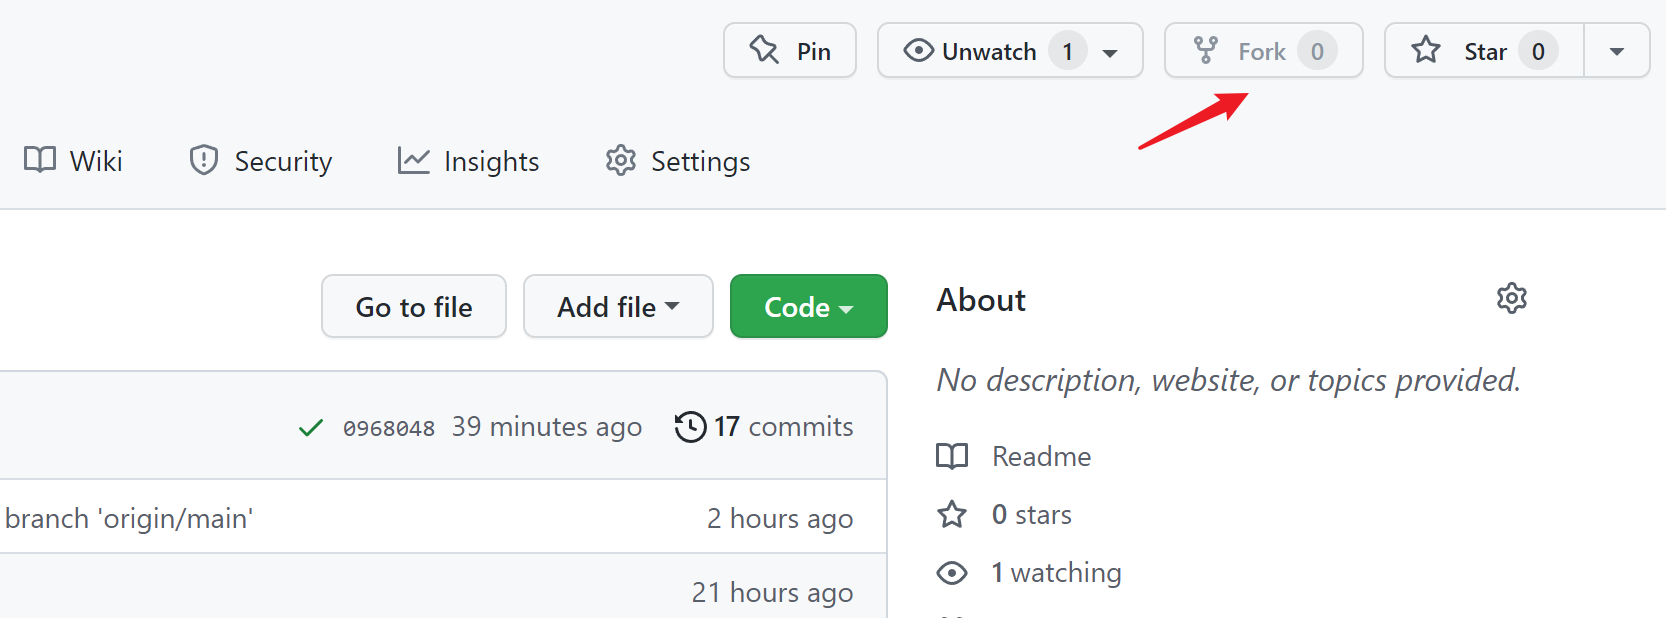 Pin Unwatch 1 Fork 0 Star 0
Wiki Security Insights Settings
Go to file Add file Code
About
No description, website, or topics provided.
0968048 39 minutes ago 17 commits
Readme
branch 'origin/main' 2 hours ago
0 stars
1 watching
21 hours ago